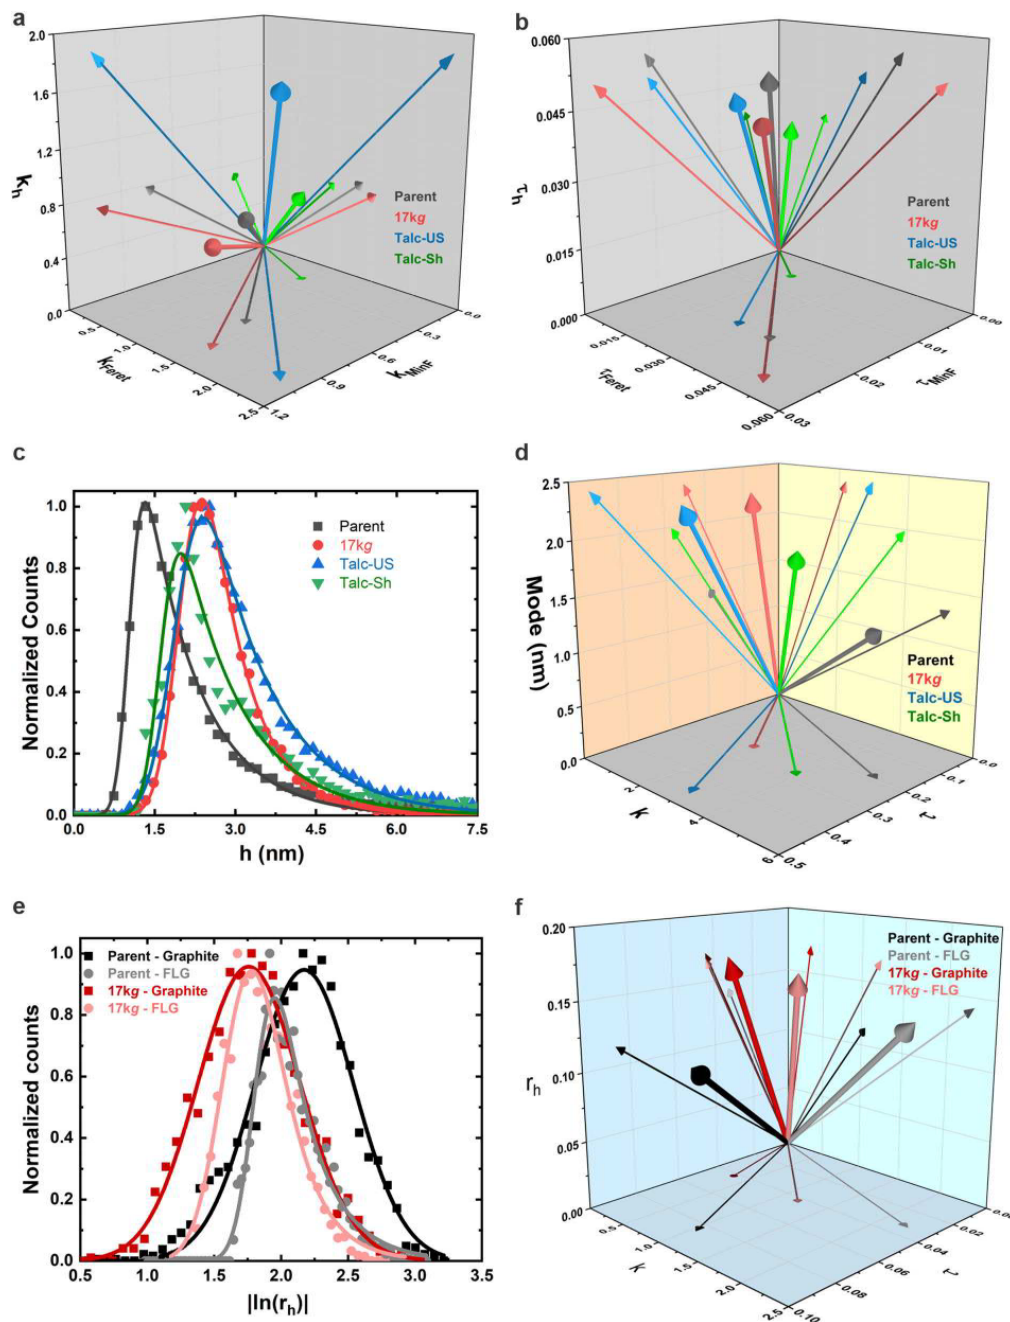 a
2.0
1.6
1.2
0.8
0.4
0.0
k_h
0.5
1.0
1.5
2.0
2.5
k_Feret
1.2
0.9
0.6
0.3
0.0
K_MinF
Parent
17kg
Talc-US
Talc-Sh
b
0.060
0.045
0.030
0.015
0.000
τ_h
0.015
0.030
0.045
0.060
τ_Feret
0.03
0.02
0.01
0.00
τ_MinF
Parent
17kg
Talc-US
Talc-Sh
c
1.0
0.8
0.6
0.4
0.2
0.0
Normalized Counts
Parent
17kg
Talc-US
Talc-Sh
0.0 1.5 3.0 4.5 6.0 7.5
h (nm)
d
2.5
2.0
1.5
1.0
0.5
0.0
Mode (nm)
2
4
6
k
0.5
0.4
0.3
0.2
0.1
0.0
τ
Parent
17kg
Talc-US
Talc-Sh
e
1.0
0.8
0.6
0.4
0.2
0.0
Normalized counts
Parent - Graphite
Parent - FLG
17kg - Graphite
17kg - FLG
0.5 1.0 1.5 2.0 2.5 3.0 3.5
|ln(r_h)|
f
0.20
0.15
0.10
0.05
0.00
r_h
0.5
1.0
1.5
2.0
2.5
k
0.10
0.08
0.06
0.04
0.02
τ
Parent - Graphite
Parent - FLG
17kg - Graphite
17kg - FLG